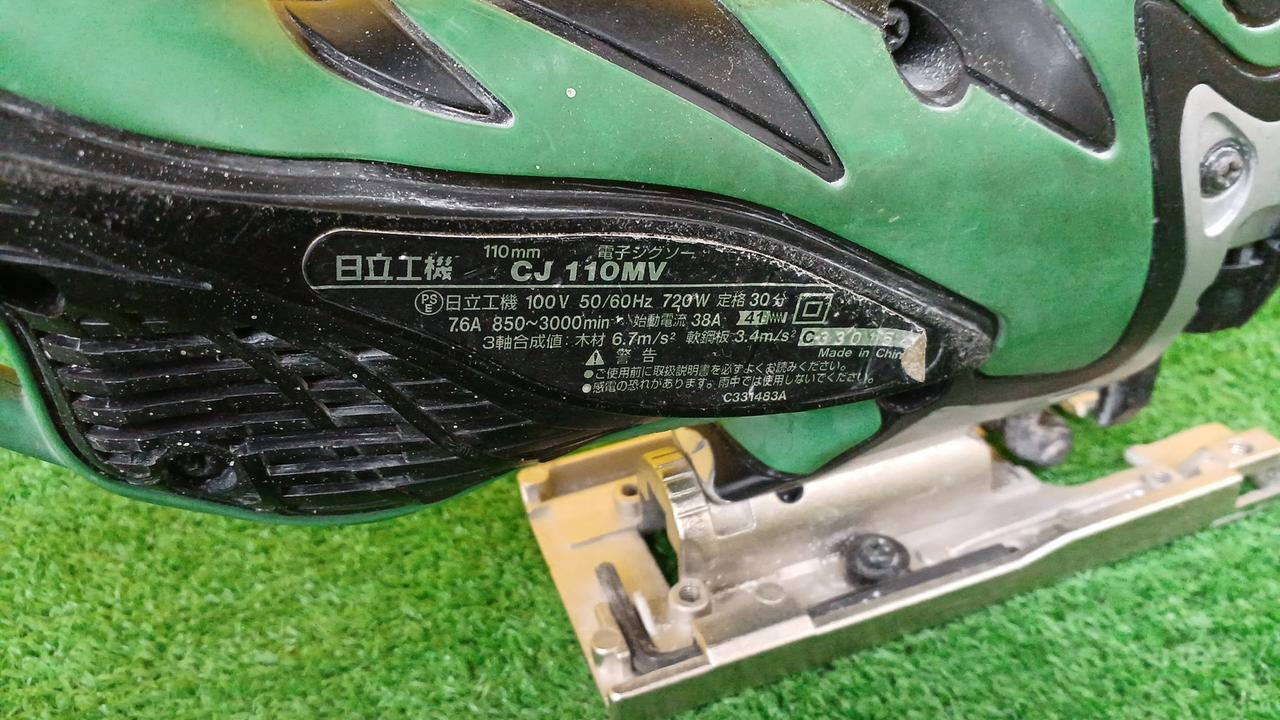 110mm 電子ジグソー
日立工機 CJ 110MV
PSE 日立工機 100V 50/60Hz 720W 定格 30分
7.6A 850~3000min 始動電流 38A 41
3軸合成値: 木材 6.7m/s² 軟鋼板 3.4m/s²
Made in China
警告
●ご使用前に取扱説明書を必ずよくお読みください。
●感電の恐れがあります。雨中では使用しないでください。
C331483A